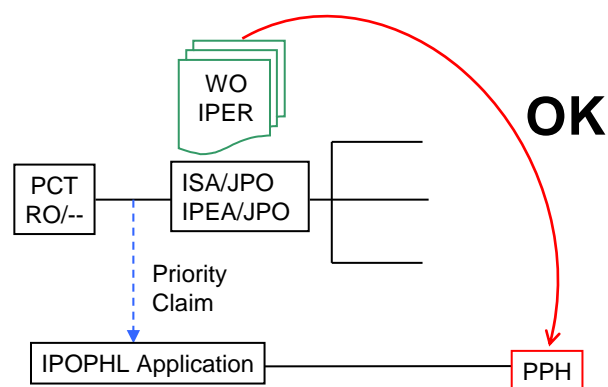 WO
IPER
OK
PCT
RO/--
ISA/JPO
IPEA/JPO
Priority
Claim
IPOPHL Application
PPH